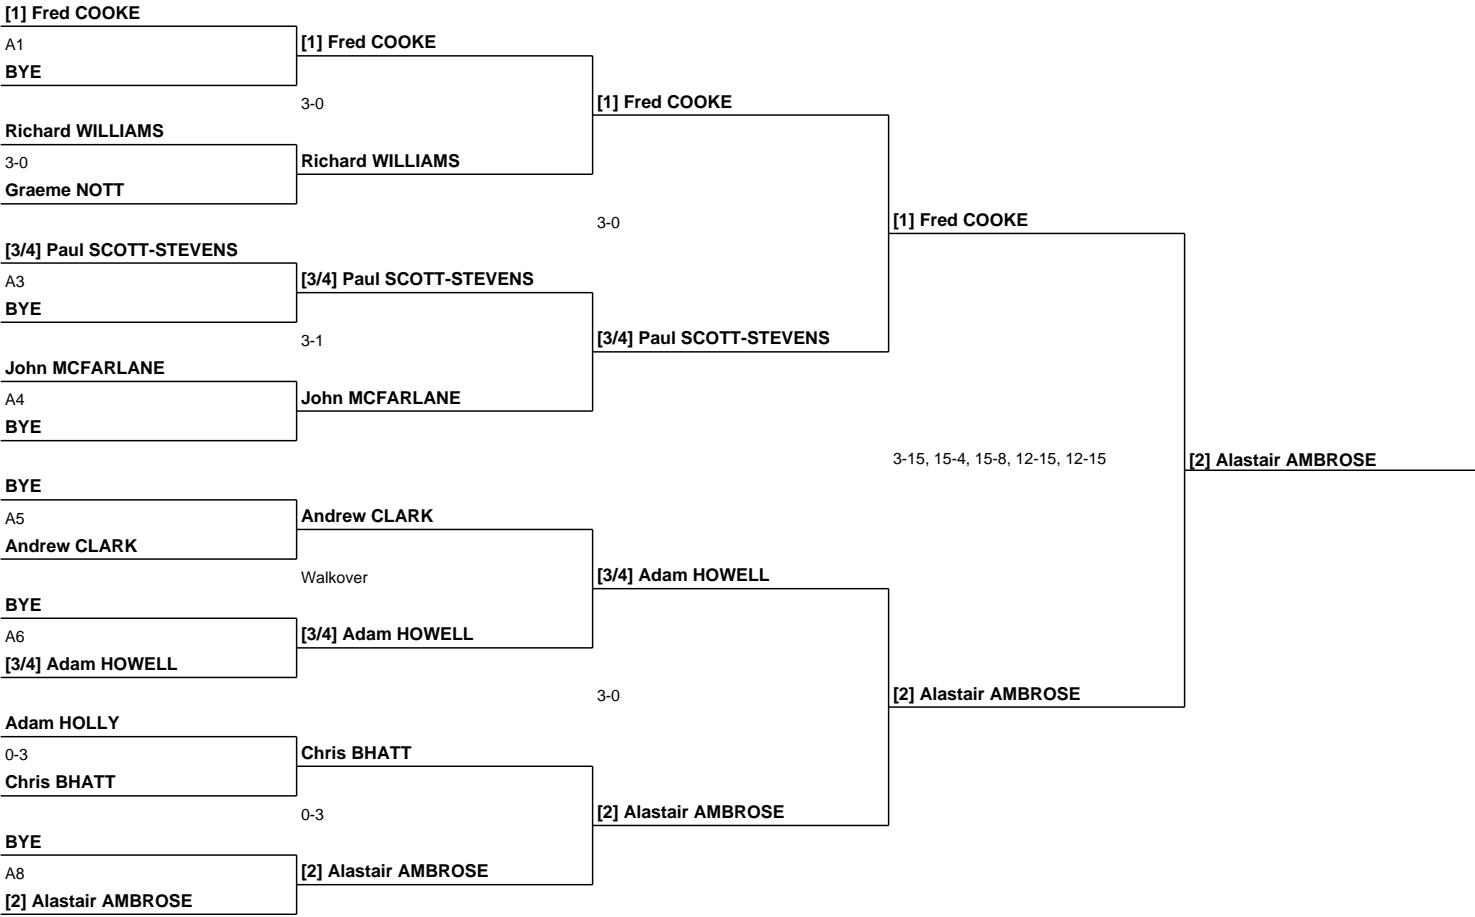 [1] Fred COOKE
A1
BYE
Richard WILLIAMS
3-0
Graeme NOTT
[3/4] Paul SCOTT-STEVENS
A3
BYE
John MCFARLANE
A4
BYE
BYE
A5
Andrew CLARK
BYE
A6
[3/4] Adam HOWELL
Adam HOLLY
0-3
Chris BHATT
BYE
A8
[2] Alastair AMBROSE
[1] Fred COOKE
3-0
Richard WILLIAMS
[3/4] Paul SCOTT-STEVENS
3-1
John MCFARLANE
Andrew CLARK
Walkover
[3/4] Adam HOWELL
Chris BHATT
0-3
[2] Alastair AMBROSE
[1] Fred COOKE
3-0
[3/4] Paul SCOTT-STEVENS
[3/4] Adam HOWELL
3-0
[2] Alastair AMBROSE
[1] Fred COOKE
3-15, 15-4, 15-8, 12-15, 12-15
[2] Alastair AMBROSE
[2] Alastair AMBROSE